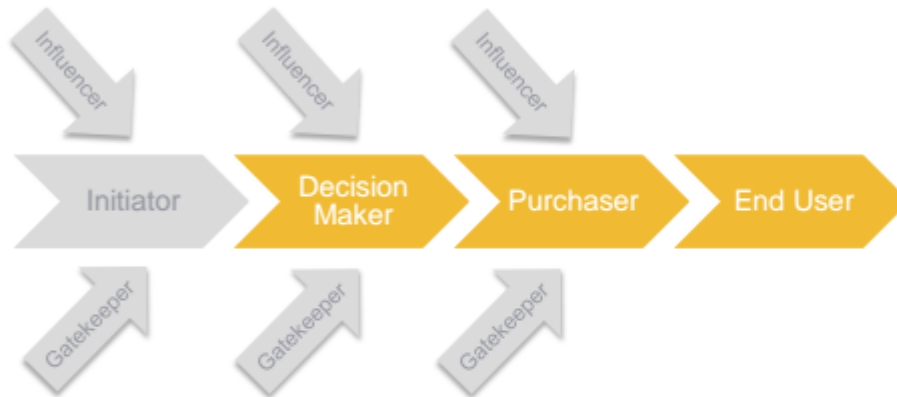 Influencer
Influencer
Influencer
Initiator
Decision
Maker
Purchaser
End User
Gatekeeper
Gatekeeper
Gatekeeper